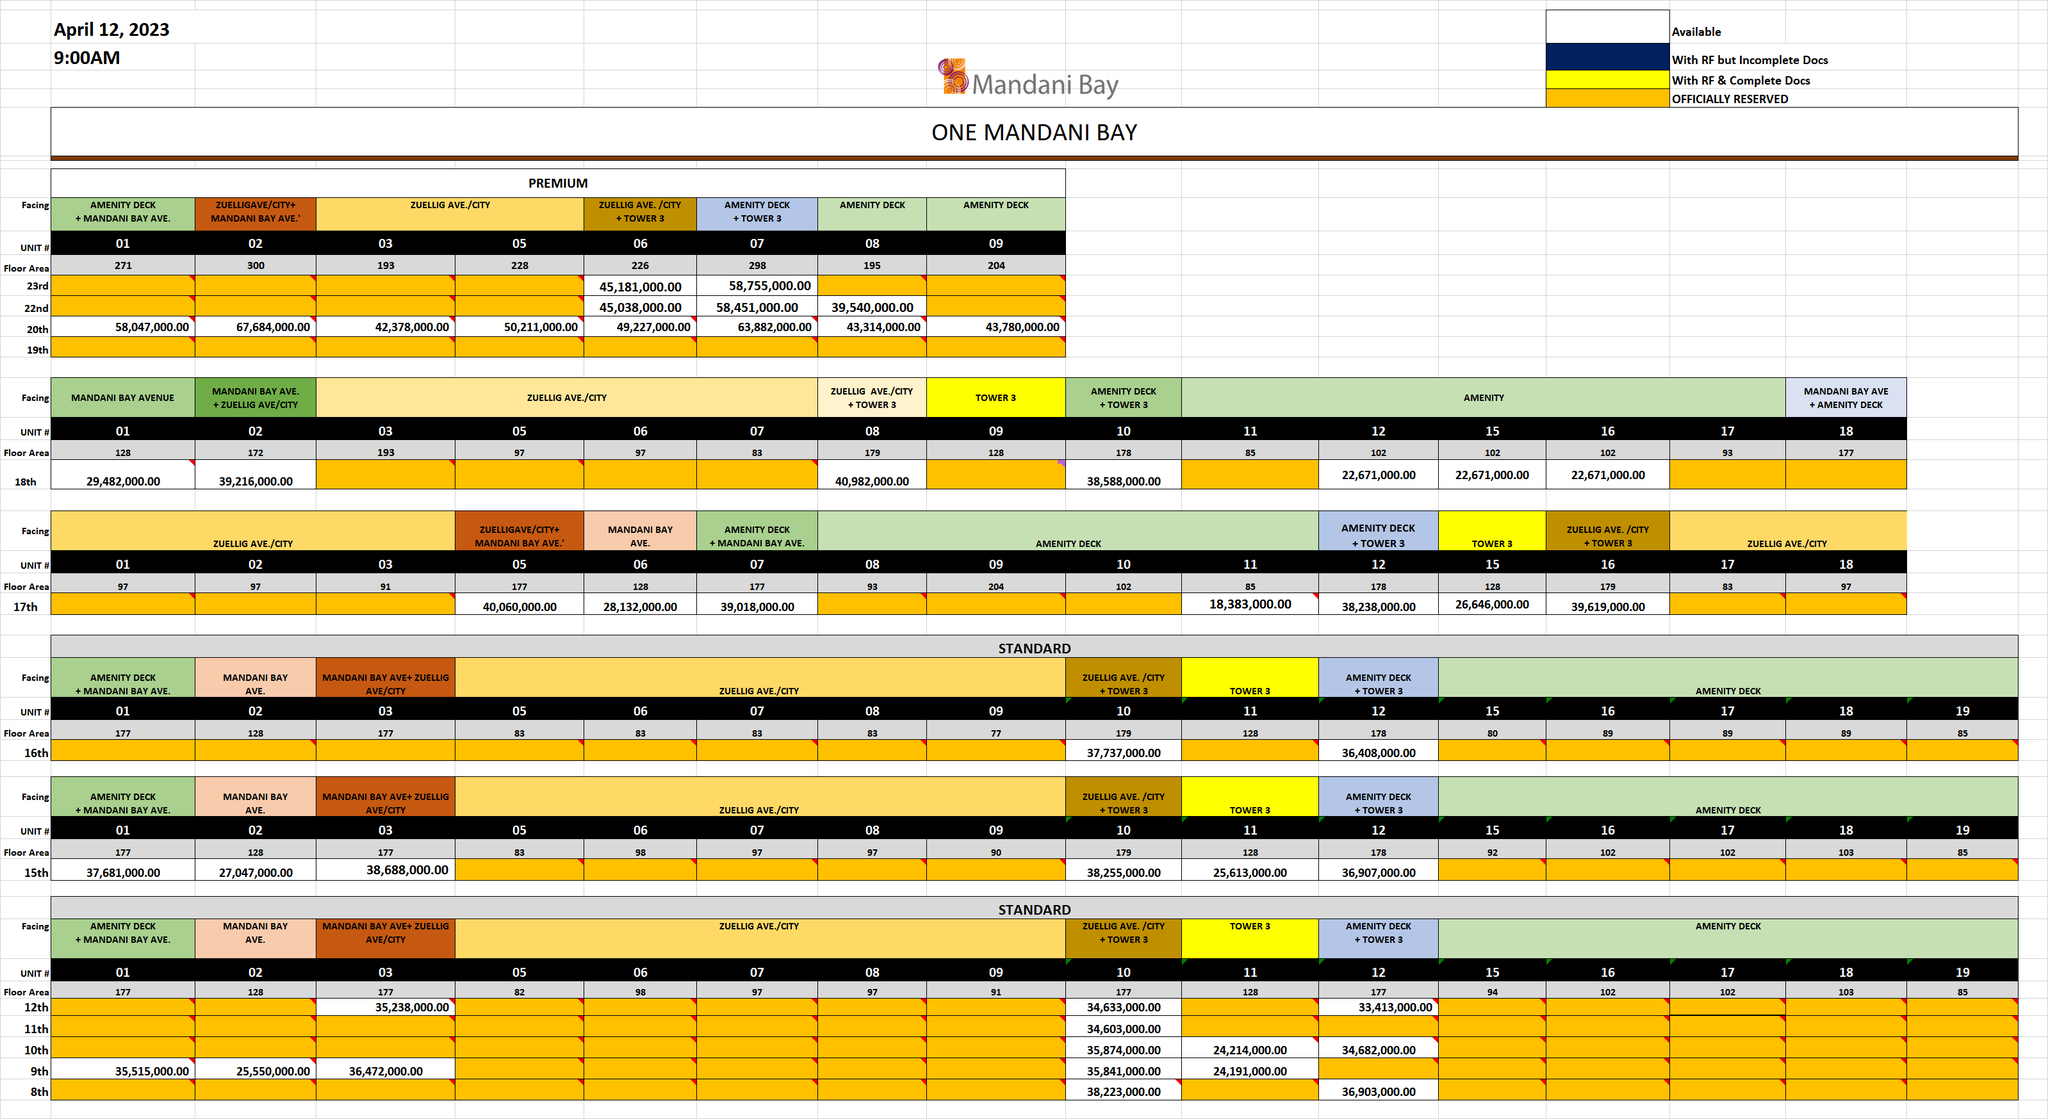 April 12, 2023
9:00AM
Mandani Bay
Available
With RF but Incomplete Docs
With RF & Complete Docs
OFFICIALLY RESERVED
ONE MANDANI BAY
PREMIUM
Facing AMENITY DECK + MANDANI BAY AVE. ZUELLIGAVE/CITY+ MANDANI BAY AVE.' ZUELLIG AVE./CITY ZUELLIG AVE. /CITY + TOWER 3 AMENITY DECK + TOWER 3 AMENITY DECK AMENITY DECK
UNIT # 01 02 03 05 06 07 08 09
Floor Area 271 300 193 228 226 298 195 204
23rd 45,181,000.00 58,755,000.00
22nd 45,038,000.00 58,451,000.00 39,540,000.00
20th 58,047,000.00 67,684,000.00 42,378,000.00 50,211,000.00 49,227,000.00 63,882,000.00 43,314,000.00 43,780,000.00
19th
Facing MANDANI BAY AVENUE MANDANI BAY AVE. + ZUELLIG AVE/CITY ZUELLIG AVE./CITY ZUELLIG AVE./CITY + TOWER 3 TOWER 3 AMENITY DECK + TOWER 3 AMENITY MANDANI BAY AVE + AMENITY DECK
UNIT # 01 02 03 05 06 07 08 09 10 11 12 15 16 17 18
Floor Area 128 172 193 97 97 83 179 128 178 85 102 102 102 93 177
18th 29,482,000.00 39,216,000.00 40,982,000.00 38,588,000.00 22,671,000.00 22,671,000.00 22,671,000.00
Facing ZUELLIG AVE./CITY ZUELLIGAVE/CITY+ MANDANI BAY AVE.' MANDANI BAY AVE. AMENITY DECK + MANDANI BAY AVE. AMENITY DECK AMENITY DECK + TOWER 3 TOWER 3 ZUELLIG AVE. /CITY + TOWER 3 ZUELLIG AVE./CITY
UNIT # 01 02 03 05 06 07 08 09 10 11 12 15 16 17 18
Floor Area 97 97 91 177 128 177 93 204 102 85 178 128 179 83 97
17th 40,060,000.00 28,132,000.00 39,018,000.00 18,383,000.00 38,238,000.00 26,646,000.00 39,619,000.00
STANDARD
Facing AMENITY DECK + MANDANI BAY AVE. MANDANI BAY AVE. MANDANI BAY AVE+ ZUELLIG AVE/CITY ZUELLIG AVE./CITY ZUELLIG AVE. /CITY + TOWER 3 TOWER 3 AMENITY DECK + TOWER 3 AMENITY DECK
UNIT # 01 02 03 05 06 07 08 09 10 11 12 15 16 17 18 19
Floor Area 177 128 177 83 83 83 83 77 179 128 178 80 89 89 89 85
16th 37,737,000.00 36,408,000.00
Facing AMENITY DECK + MANDANI BAY AVE. MANDANI BAY AVE. MANDANI BAY AVE+ ZUELLIG AVE/CITY ZUELLIG AVE./CITY ZUELLIG AVE. /CITY + TOWER 3 TOWER 3 AMENITY DECK + TOWER 3 AMENITY DECK
UNIT # 01 02 03 05 06 07 08 09 10 11 12 15 16 17 18 19
Floor Area 177 128 177 83 98 97 97 90 179 128 178 92 102 102 103 85
15th 37,681,000.00 27,047,000.00 38,688,000.00 38,255,000.00 25,613,000.00 36,907,000.00
STANDARD
Facing AMENITY DECK + MANDANI BAY AVE. MANDANI BAY AVE. MANDANI BAY AVE+ ZUELLIG AVE/CITY ZUELLIG AVE./CITY ZUELLIG AVE. /CITY + TOWER 3 TOWER 3 AMENITY DECK + TOWER 3 AMENITY DECK
UNIT # 01 02 03 05 06 07 08 09 10 11 12 15 16 17 18 19
Floor Area 177 128 177 82 98 97 97 91 177 128 177 94 102 102 103 85
12th 35,238,000.00 34,633,000.00 33,413,000.00
11th 34,603,000.00
10th 35,874,000.00 24,214,000.00 34,682,000.00
9th 35,515,000.00 25,550,000.00 36,472,000.00 35,841,000.00 24,191,000.00
8th 38,223,000.00 36,903,000.00